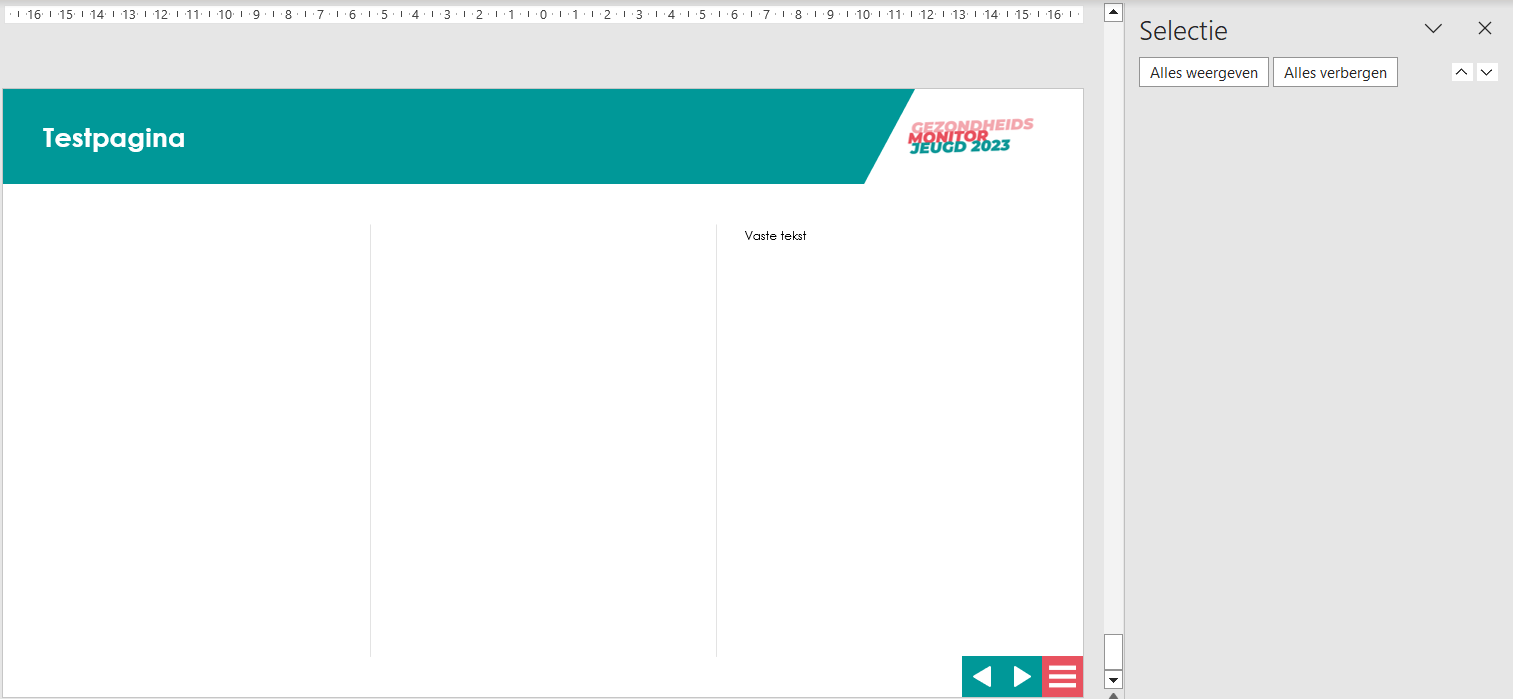 16 15 14 13 12 11 10 9 8 7 6 5 4 3 2 1 0 1 2 3 4 5 6 7 8 9 10 11 12 13 14 15 16
Selectie
Alles weergeven Alles verbergen
Testpagina
GEZONDHEIDS
MONITOR
JEUGD 2023
Vaste tekst